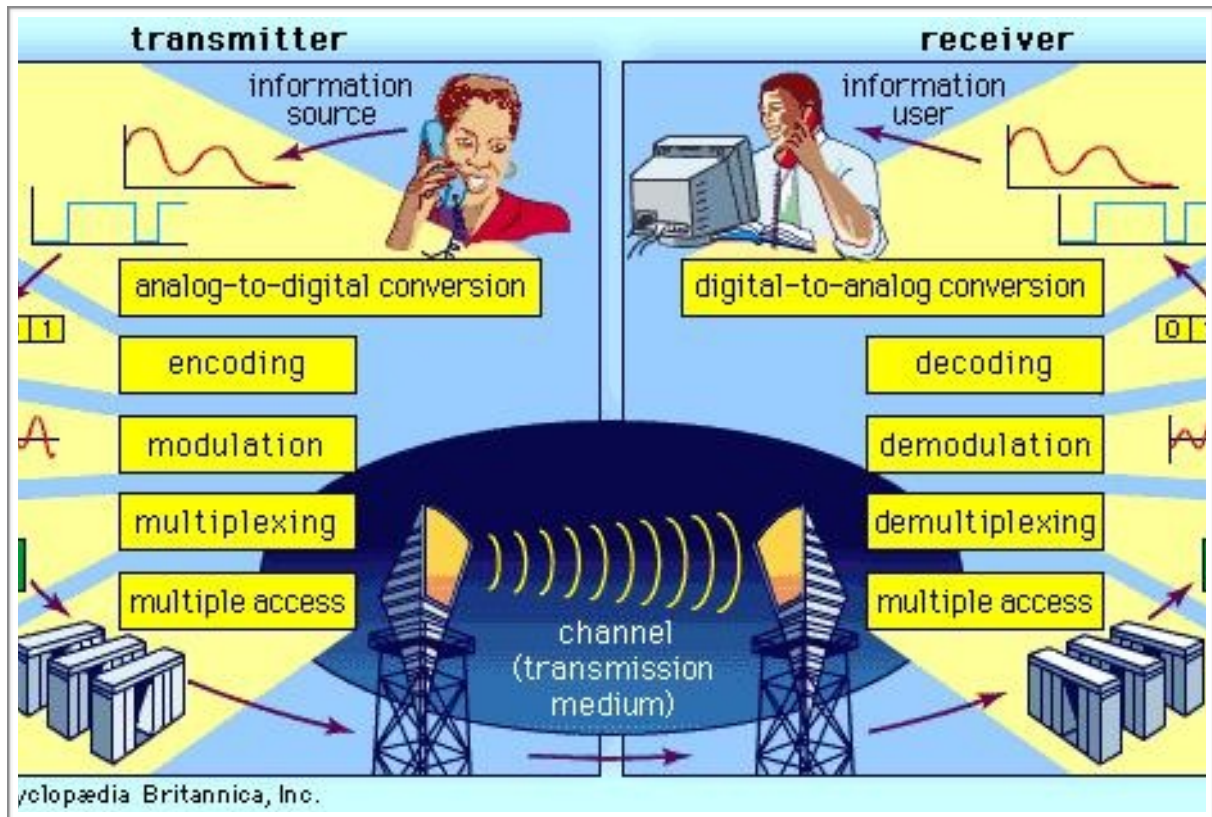 transmitter
information
source
analog-to-digital conversion
1
encoding
modulation
multiplexing
multiple access
channel
(transmission
medium)
receiver
information
user
digital-to-analog conversion
0
decoding
demodulation
demultiplexing
multiple access
yclopædia Britannica, Inc.